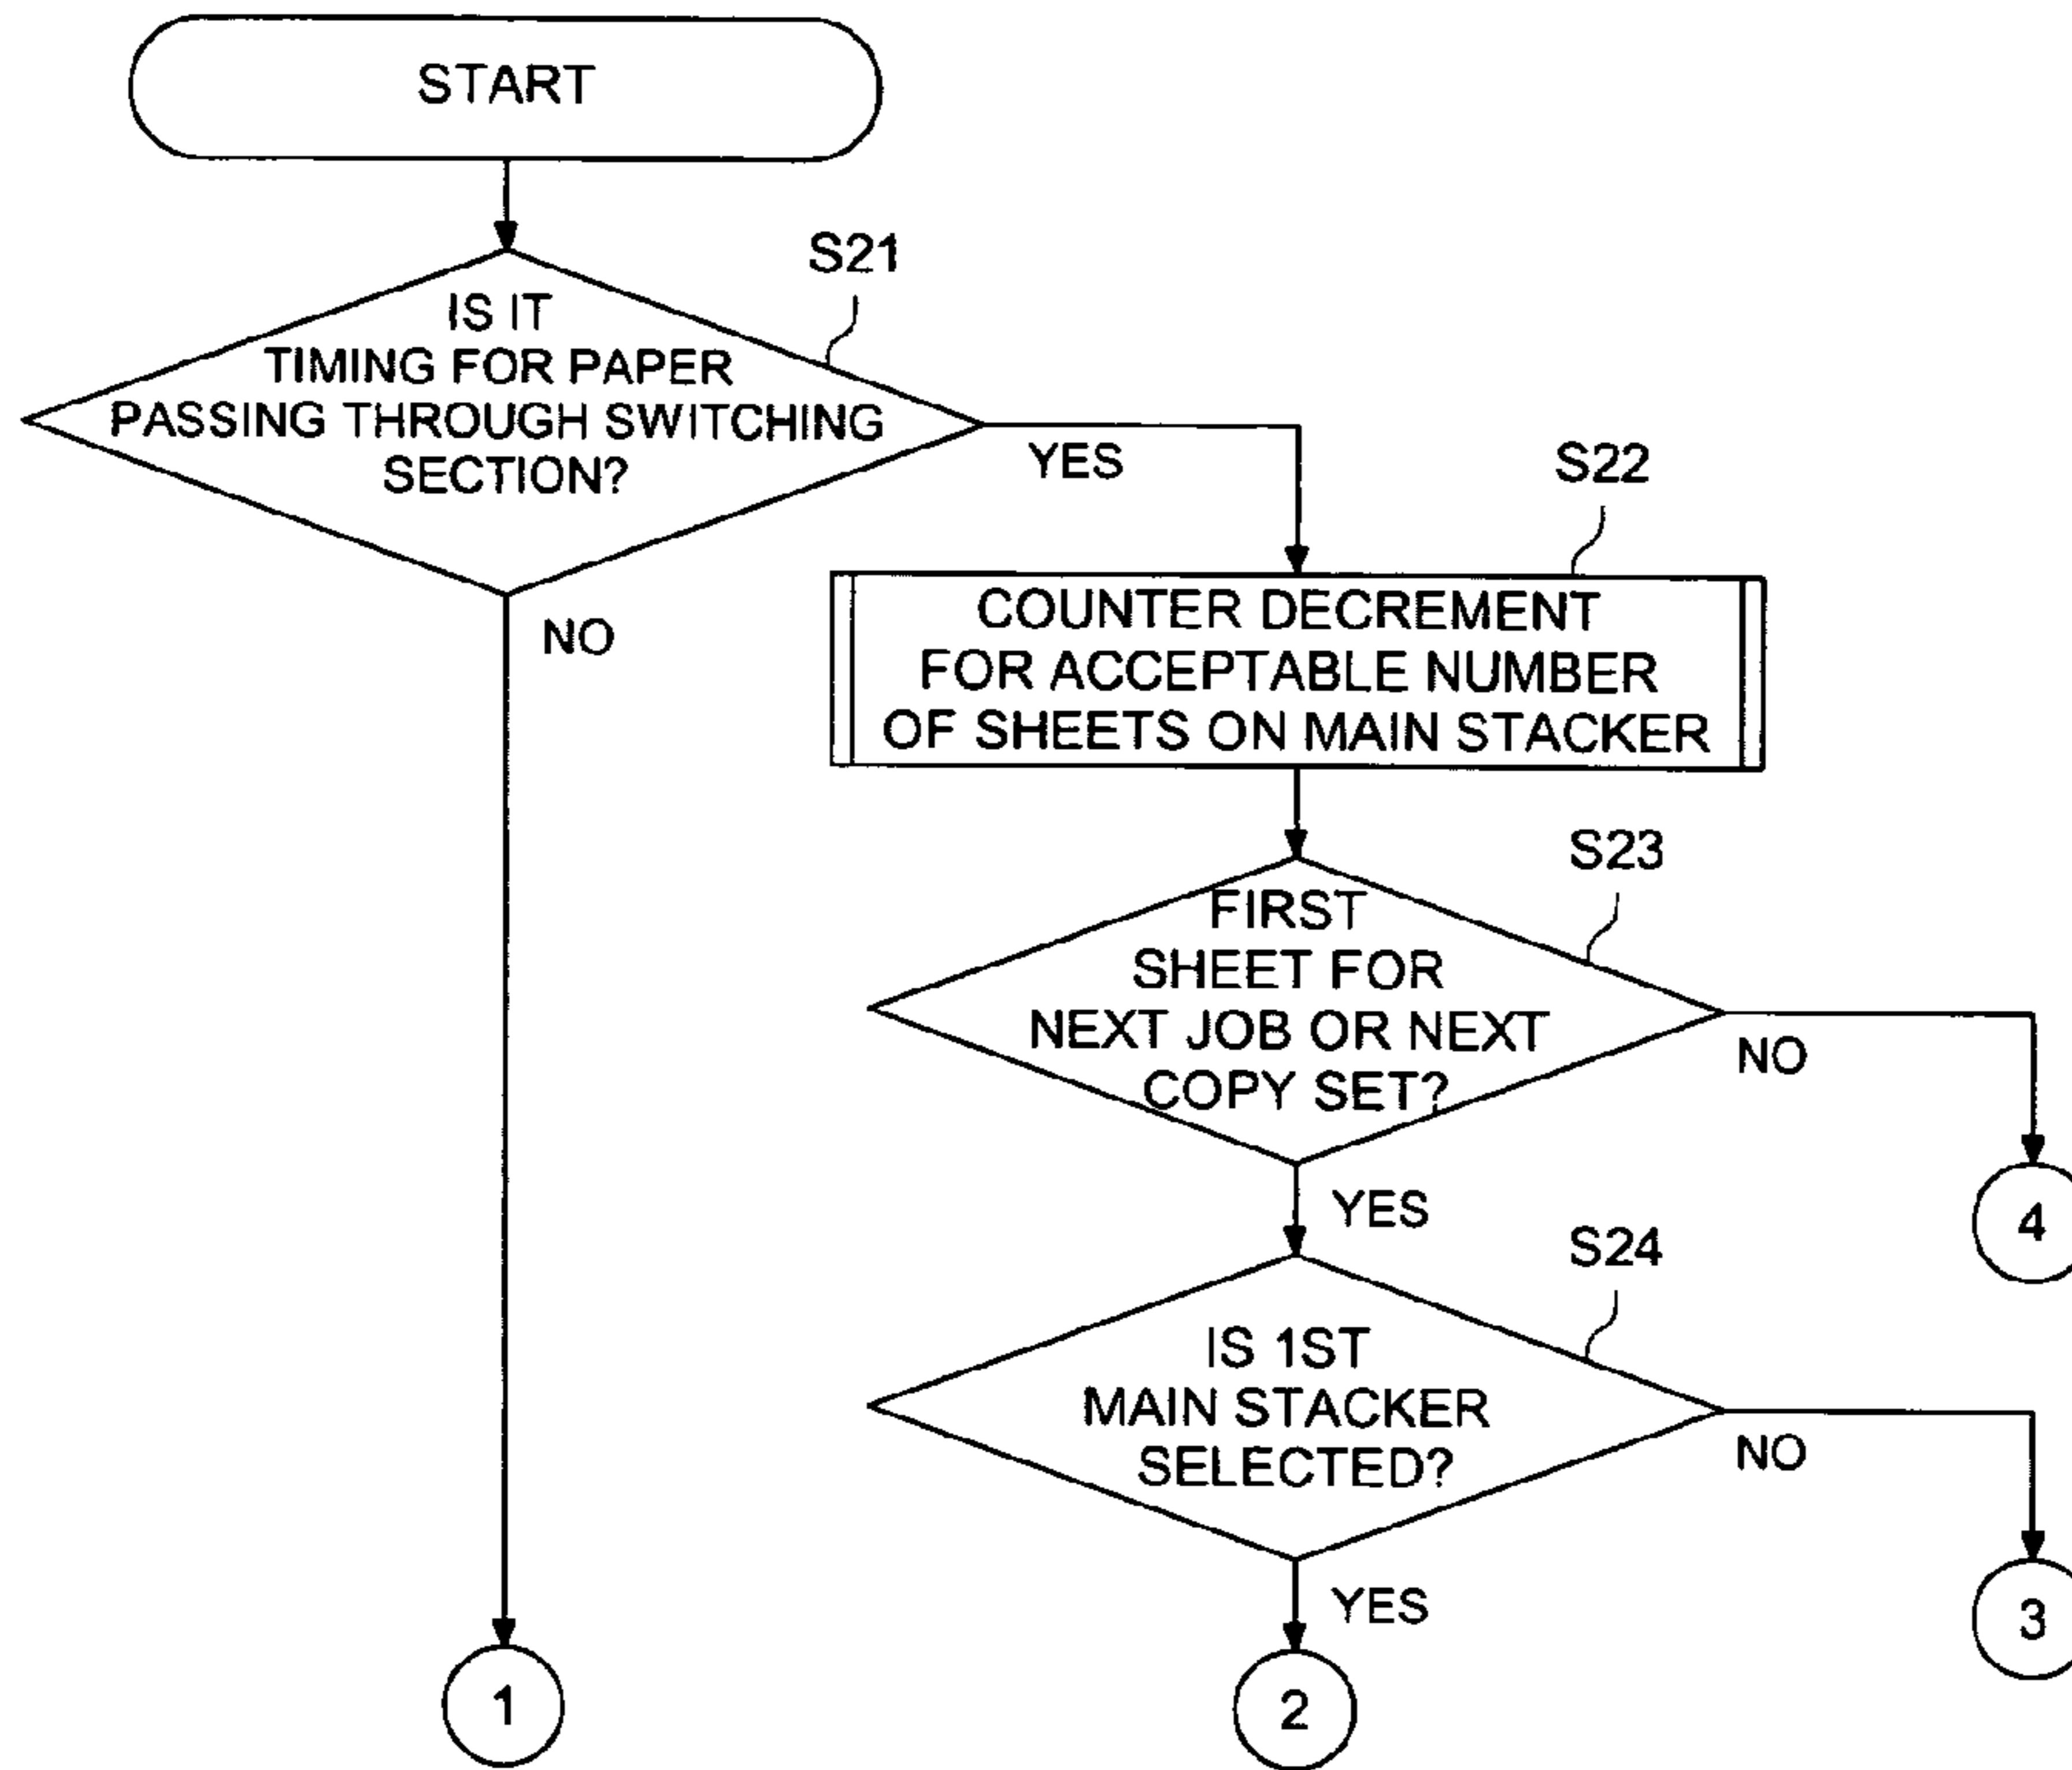 START
S21
IS IT
TIMING FOR PAPER
PASSING THROUGH SWITCHING
SECTION?
YES
NO
S22
COUNTER DECREMENT
FOR ACCEPTABLE NUMBER
OF SHEETS ON MAIN STACKER
S23
FIRST
SHEET FOR
NEXT JOB OR NEXT
COPY SET?
NO
YES
4
S24
IS 1ST
MAIN STACKER
SELECTED?
NO
YES
3
1
2